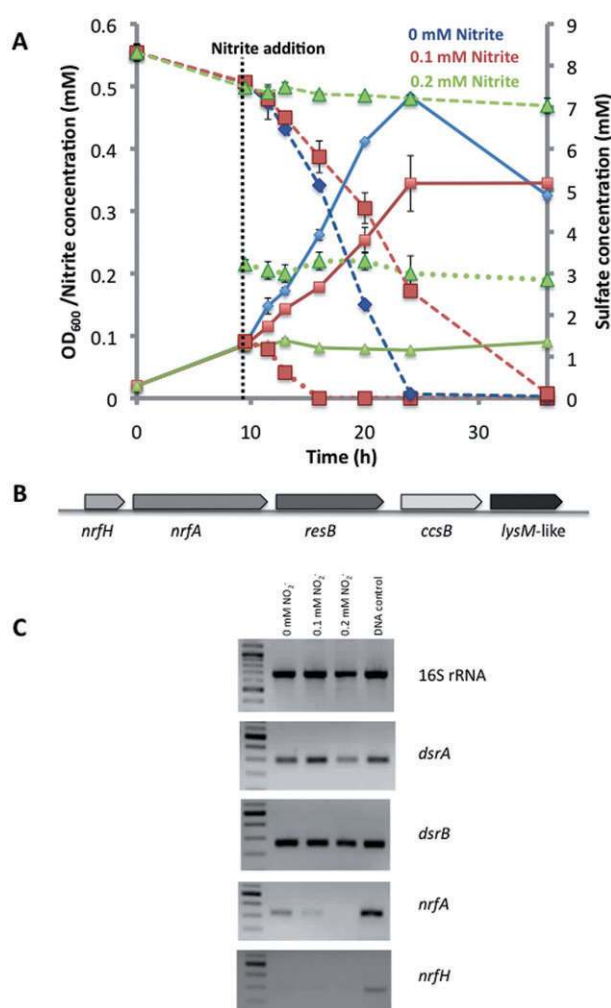 A
Nitrite addition
0 mM Nitrite
0.1 mM Nitrite
0.2 mM Nitrite
OD600 /Nitrite concentration (mM)
0.6
0.5
0.4
0.3
0.2
0.1
0
9
8
7
6
5
4
3
2
1
0
Sulfate concentration (mM)
0 10 20 30
Time (h)
B
nrfH nrfA resB ccsB lysM-like
C
0 mM NO2-
0.1 mM NO2-
0.2 mM NO2-
DNA control
16S rRNA
dsrA
dsrB
nrfA
nrfH